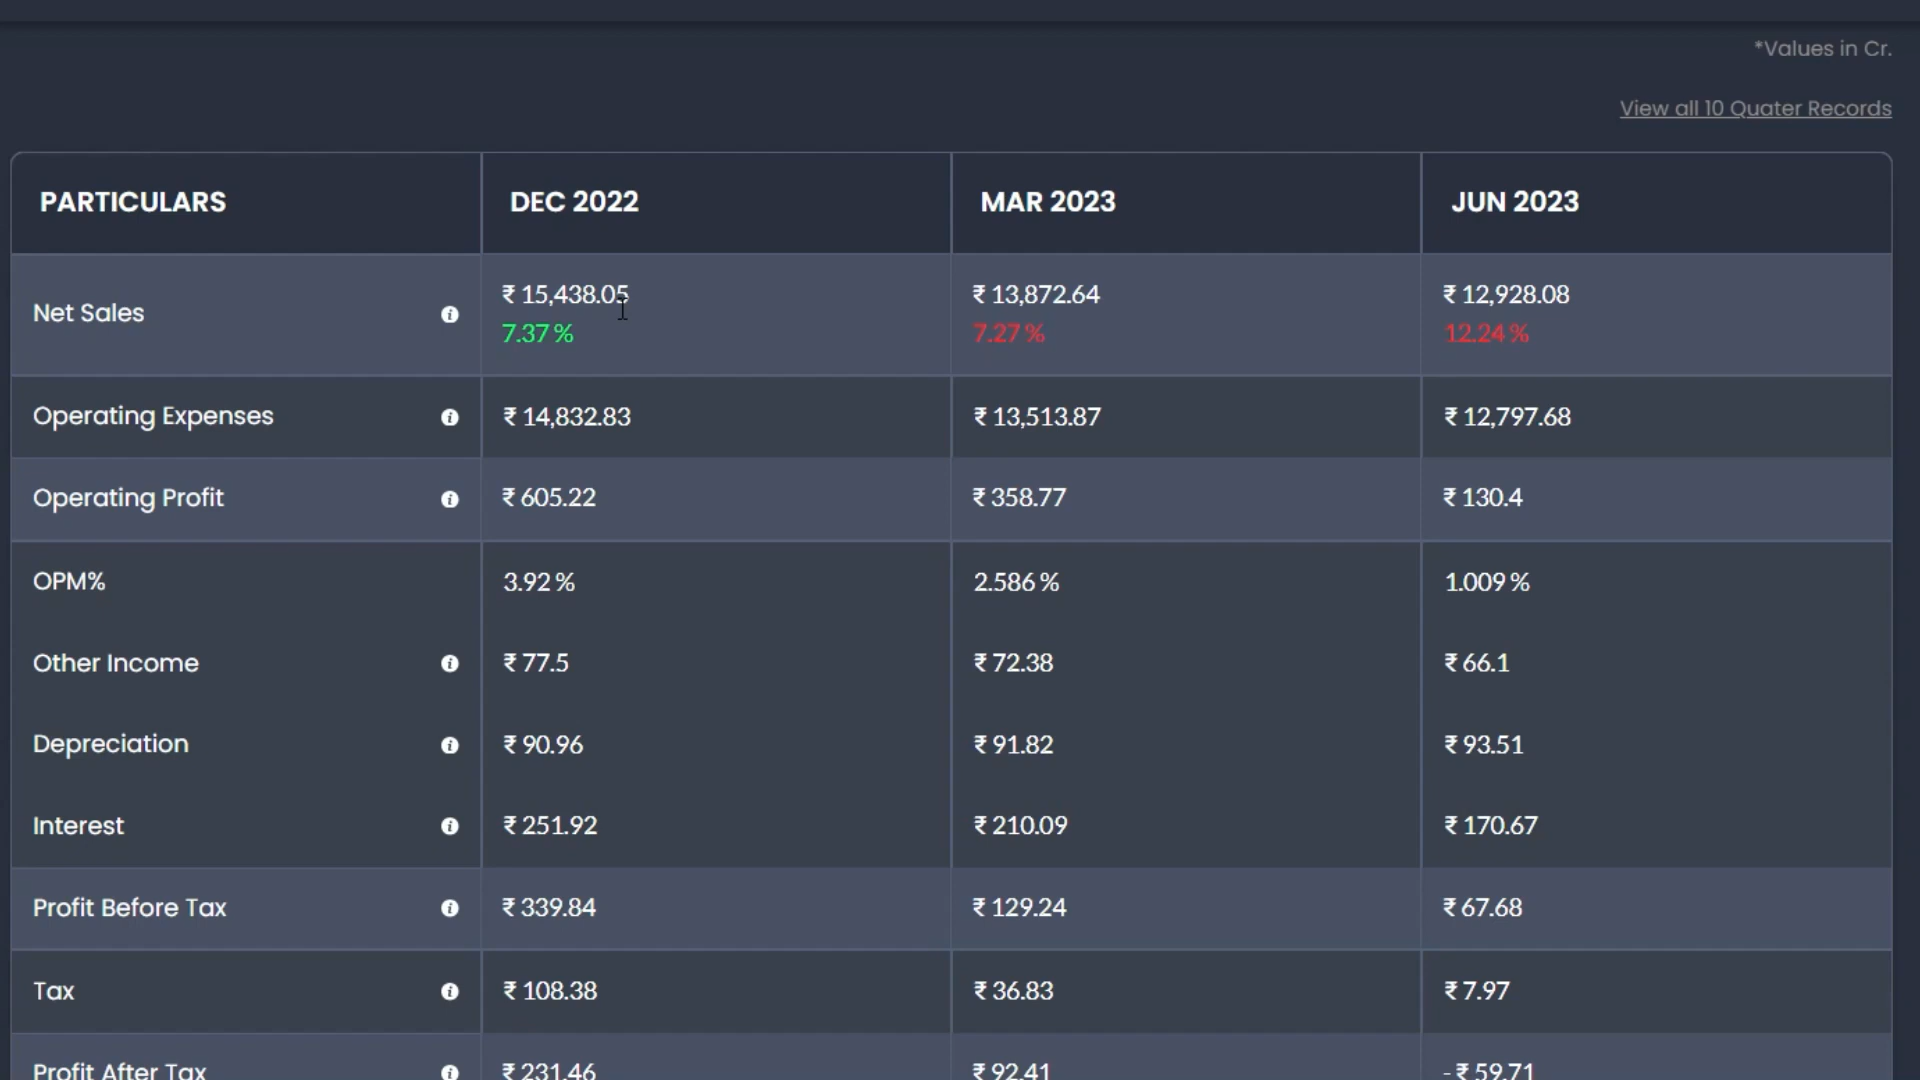 *Values in Cr.
View all 10 Quater Records
PARTICULARS DEC 2022 MAR 2023 JUN 2023
Net Sales ₹ 15,438.05 ₹ 13,872.64 ₹ 12,928.08
7.37 % 7.27 % 12.24 %
Operating Expenses ₹ 14,832.83 ₹ 13,513.87 ₹ 12,797.68
Operating Profit ₹ 605.22 ₹ 358.77 ₹ 130.4
OPM% 3.92 % 2.586 % 1.009 %
Other Income ₹ 77.5 ₹ 72.38 ₹ 66.1
Depreciation ₹ 90.96 ₹ 91.82 ₹ 93.51
Interest ₹ 251.92 ₹ 210.09 ₹ 170.67
Profit Before Tax ₹ 339.84 ₹ 129.24 ₹ 67.68
Tax ₹ 108.38 ₹ 36.83 ₹ 7.97
Profit After Tax ₹ 231.46 ₹ 92.41 - ₹ 59.71